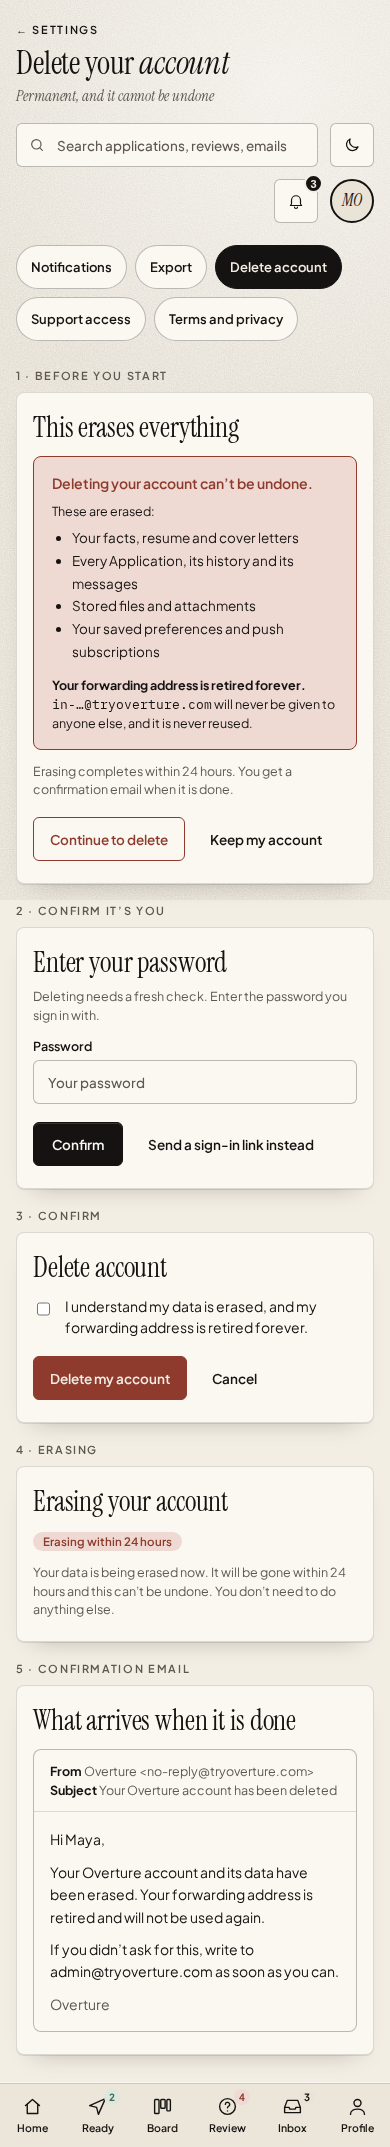 ← SETTINGS
Delete your account
Permanent, and it cannot be undone
Search applications, reviews, emails
3
MO
Notifications
Export
Delete account
Support access
Terms and privacy
1 · BEFORE YOU START
This erases everything
Deleting your account can't be undone.
These are erased:
• Your facts, resume and cover letters
• Every Application, its history and its
messages
• Stored files and attachments
• Your saved preferences and push
subscriptions
Your forwarding address is retired forever.
in-…@tryoverture.com will never be given to
anyone else, and it is never reused.
Erasing completes within 24 hours. You get a
confirmation email when it is done.
Continue to delete
Keep my account
2 · CONFIRM IT'S YOU
Enter your password
Deleting needs a fresh check. Enter the password you
sign in with.
Password
Your password
Confirm
Send a sign-in link instead
3 · CONFIRM
Delete account
I understand my data is erased, and my
forwarding address is retired forever.
Delete my account
Cancel
4 · ERASING
Erasing your account
Erasing within 24 hours
Your data is being erased now. It will be gone within 24
hours and this can't be undone. You don't need to do
anything else.
5 · CONFIRMATION EMAIL
What arrives when it is done
From Overture <no-reply@tryoverture.com>
Subject Your Overture account has been deleted
Hi Maya,
Your Overture account and its data have
been erased. Your forwarding address is
retired and will not be used again.
If you didn't ask for this, write to
admin@tryoverture.com as soon as you can.
Overture
2
4
3
Home
Ready
Board
Review
Inbox
Profile